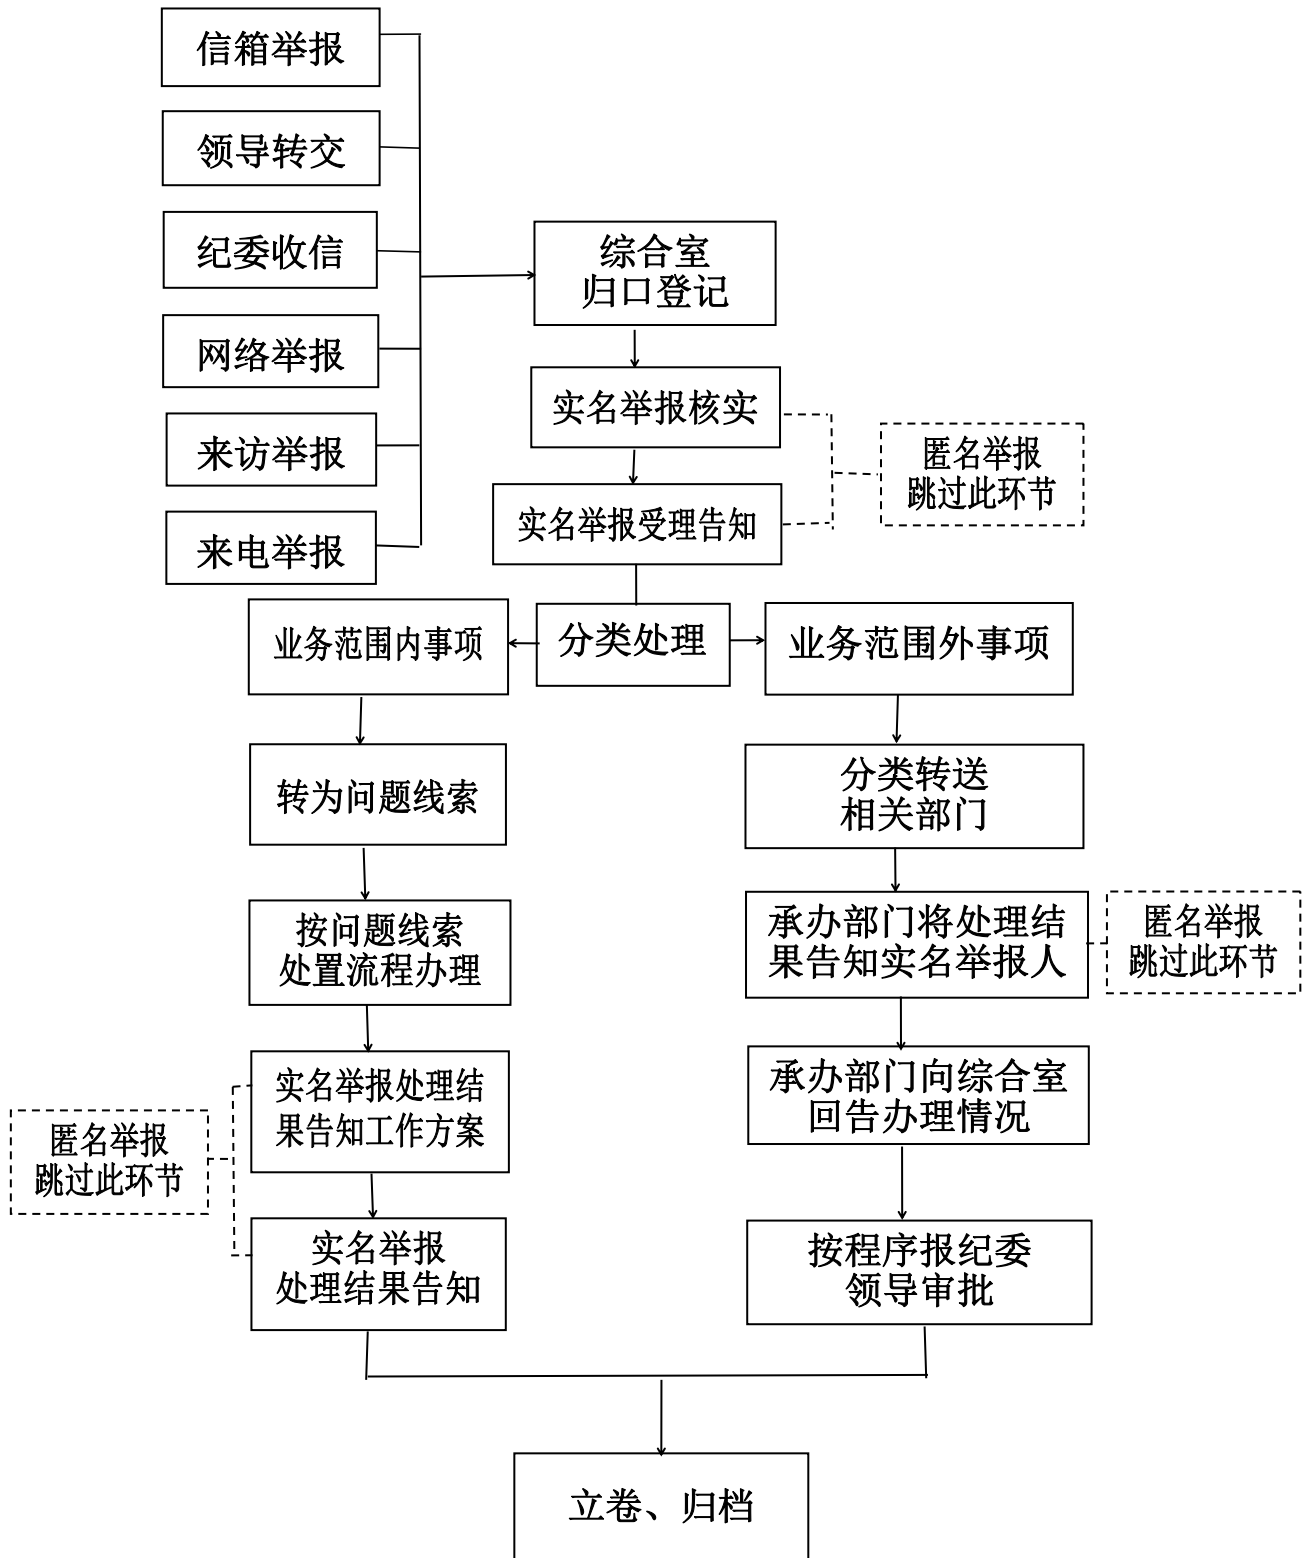 信箱举报
领导转交
纪委收信
网络举报
来访举报
来电举报
综合室
归口登记
实名举报核实
实名举报受理告知
匿名举报
跳过此环节
业务范围内事项
分类处理
业务范围外事项
转为问题线索
分类转送
相关部门
按问题线索
处置流程办理
承办部门将处理结
果告知实名举报人
匿名举报
跳过此环节
实名举报处理结
果告知工作方案
承办部门向综合室
回告办理情况
匿名举报
跳过此环节
实名举报
处理结果告知
按程序报纪委
领导审批
立卷、归档